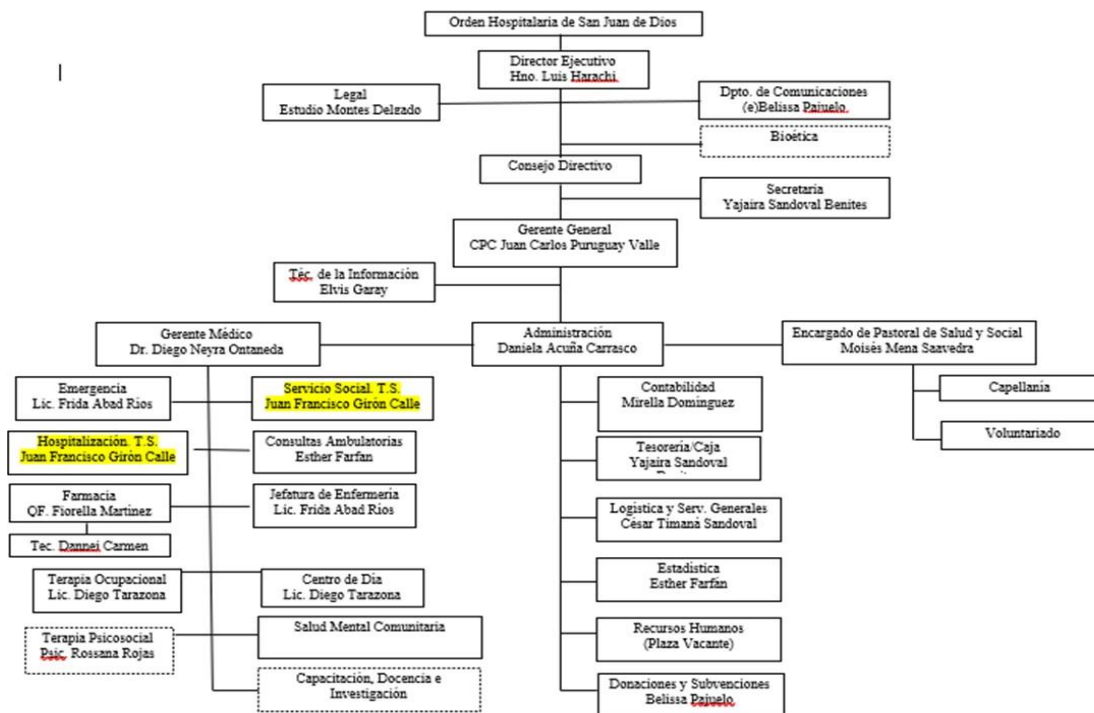 Orden Hospitalaria de San Juan de Dios
Director Ejecutivo
Hno. Luis Harachi
Legal
Estudio Montes Delgado
Dpto. de Comunicaciones
(e)Belissa Pajuelo
Bioética
Consejo Directivo
Secretaria
Yajaira Sandoval Benites
Gerente General
CPC Juan Carlos Puruguay Valle
Téc. de la Información
Elvis Garay
Gerente Médico
Dr. Diego Neyra Ontaneda
Administración
Daniela Acuña Carrasco
Encargado de Pastoral de Salud y Social
Moisés Mena Saavedra
Emergencia
Lic. Frida Abad Rios
Servicio Social. T.S.
Juan Francisco Girón Calle
Contabilidad
Mirella Dominguez
Capellanía
Hospitalización. T.S.
Juan Francisco Girón Calle
Consultas Ambulatorias
Esther Farfan
Tesorería/Caja
Yajaira Sandoval
Voluntariado
Farmacia
QF. Fiorella Martinez
Jefatura de Enfermería
Lic. Frida Abad Rios
Logística y Serv. Generales
César Timaná Sandoval
Tec. Dannei Carmen
Terapia Ocupacional
Lic. Diego Tarazona
Centro de Día
Lic. Diego Tarazona
Estadística
Esther Farfán
Terapia Psicosocial
Psic. Rossana Rojas
Salud Mental Comunitaria
Recursos Humanos
(Plaza Vacante)
Capacitación, Docencia e
Investigación
Donaciones y Subvenciones
Belissa Pajuelo